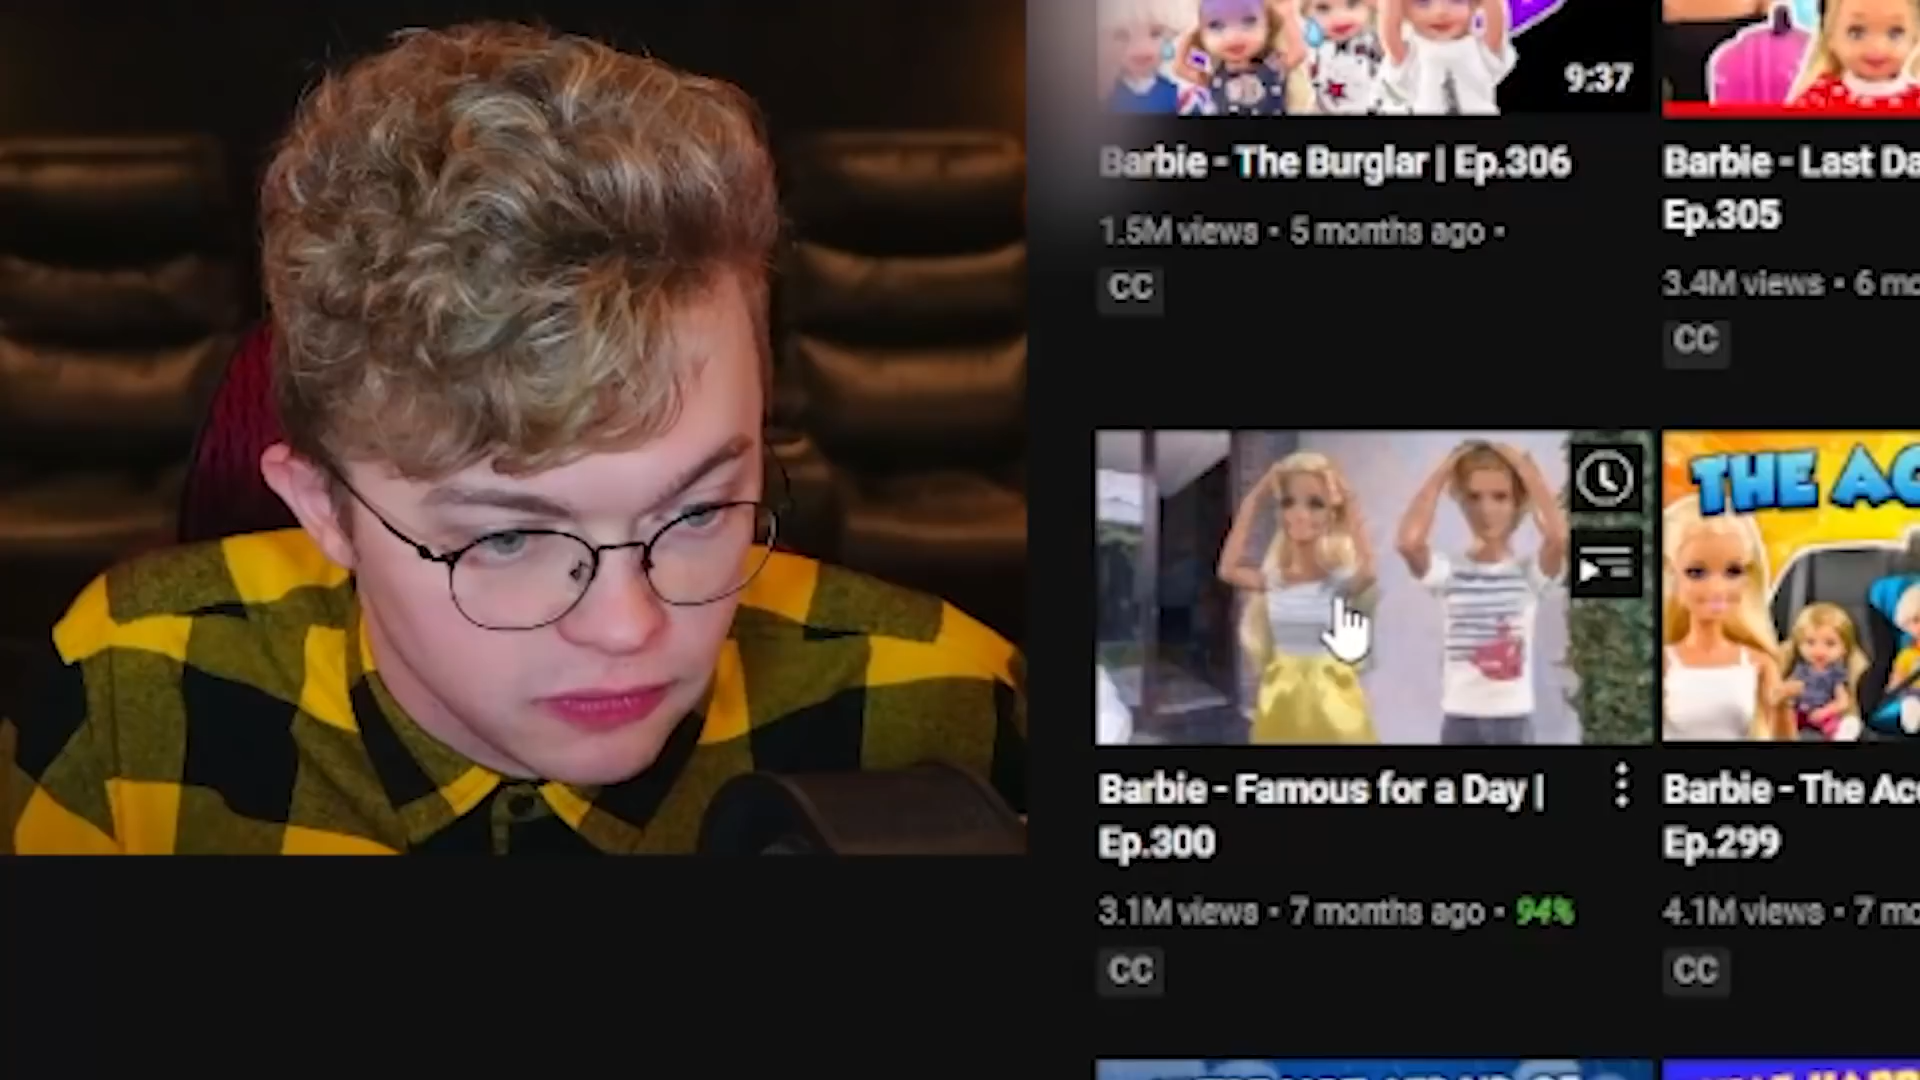 9:37
Barbie - The Burglar | Ep.306
1.5M views • 5 months ago •
CC
Barbie - Last Da
Ep.305
3.4M views • 6 mo
CC
THE AC
Barbie - Famous for a Day |
Ep.300
3.1M views • 7 months ago • 94%
CC
Barbie - The Acc
Ep.299
4.1M views • 7 mo
CC